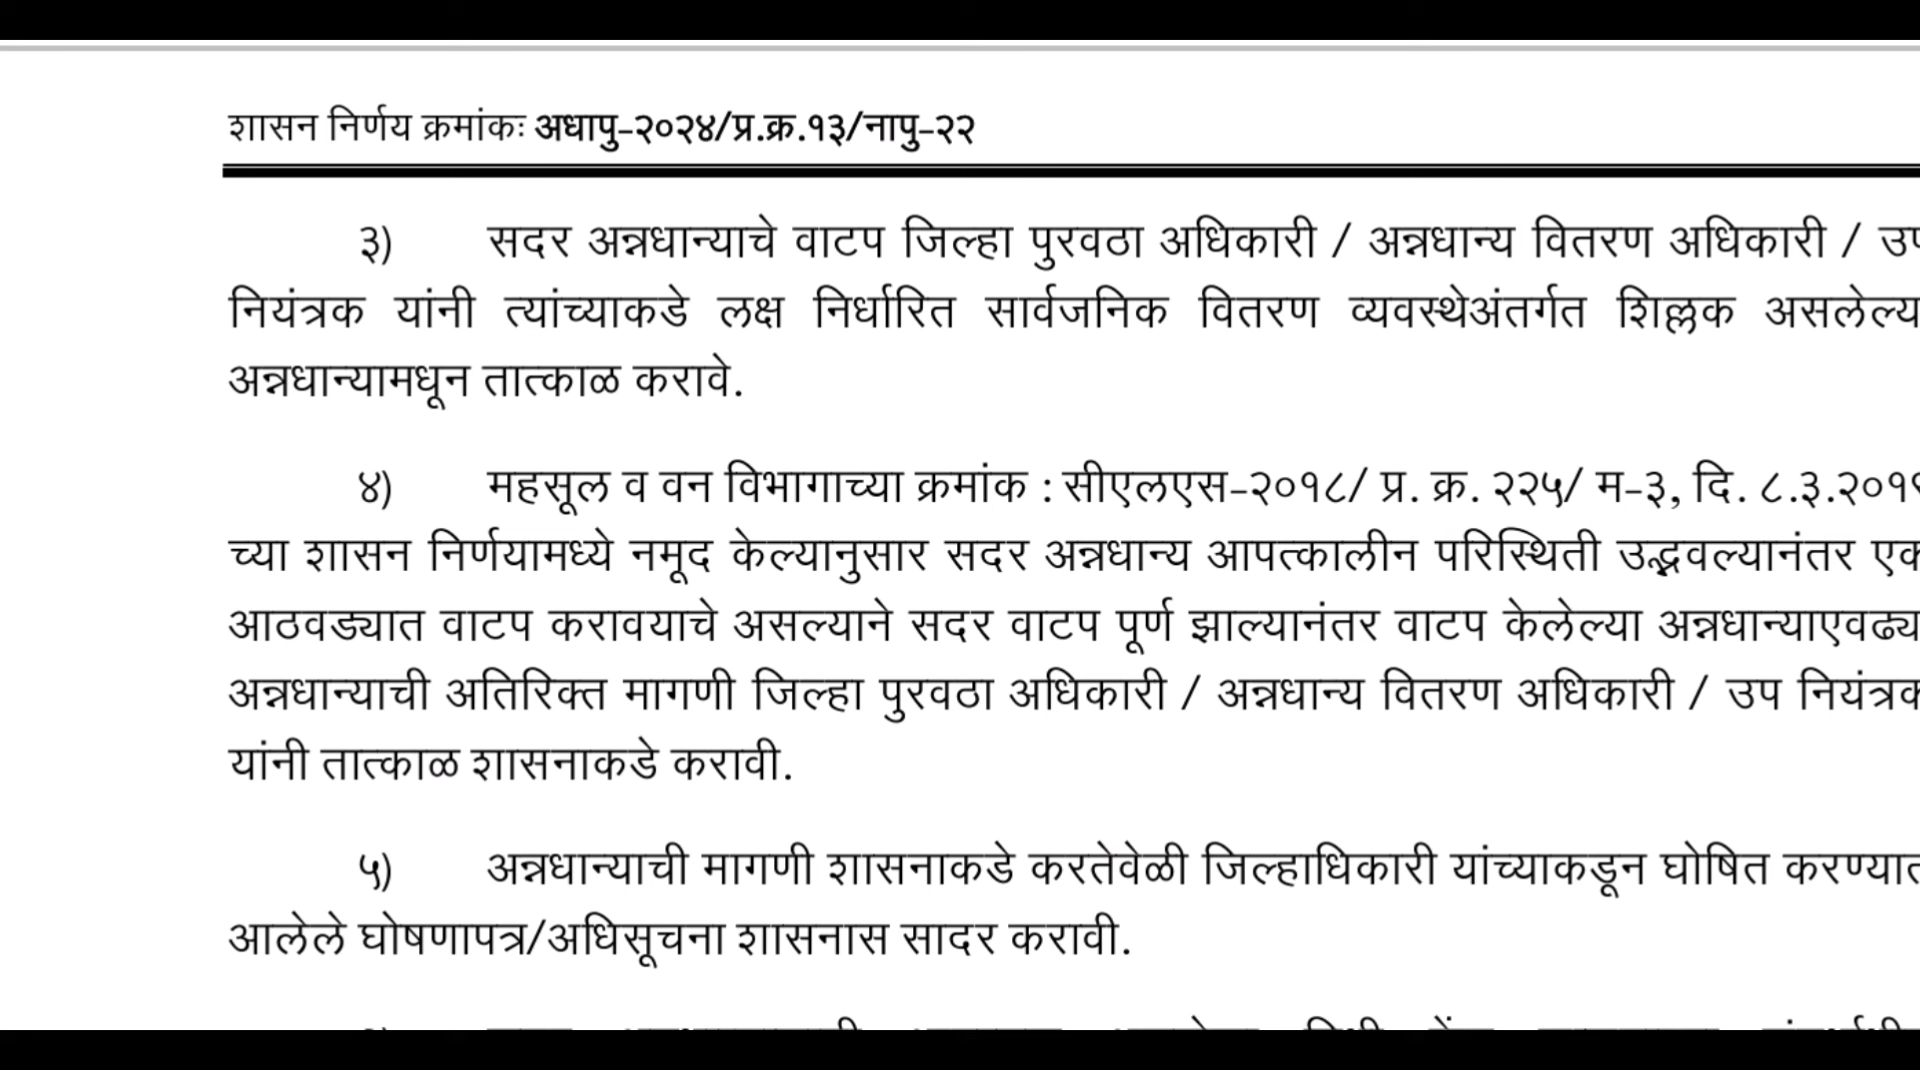 शासन निर्णय क्रमांकः अधापु-२०२४/प्र.क्र.१३/नापु-२२
३) सदर अन्नधान्याचे वाटप जिल्हा पुरवठा अधिकारी / अन्नधान्य वितरण अधिकारी / उप
नियंत्रक यांनी त्यांच्याकडे लक्ष निर्धारित सार्वजनिक वितरण व्यवस्थेअंतर्गत शिल्लक असलेल्या
अन्नधान्यामधून तात्काळ करावे.
४) महसूल व वन विभागाच्या क्रमांक : सीएलएस-२०१८/ प्र. क्र. २२५/ म-३, दि. ८.३.२०१९
च्या शासन निर्णयामध्ये नमूद केल्यानुसार सदर अन्नधान्य आपत्कालीन परिस्थिती उद्भवल्यानंतर एक
आठवड्यात वाटप करावयाचे असल्याने सदर वाटप पूर्ण झाल्यानंतर वाटप केलेल्या अन्नधान्याएवढ्या
अन्नधान्याची अतिरिक्त मागणी जिल्हा पुरवठा अधिकारी / अन्नधान्य वितरण अधिकारी / उप नियंत्रक
यांनी तात्काळ शासनाकडे करावी.
५) अन्नधान्याची मागणी शासनाकडे करतेवेळी जिल्हाधिकारी यांच्याकडून घोषित करण्यात
आलेले घोषणापत्र/अधिसूचना शासनास सादर करावी.